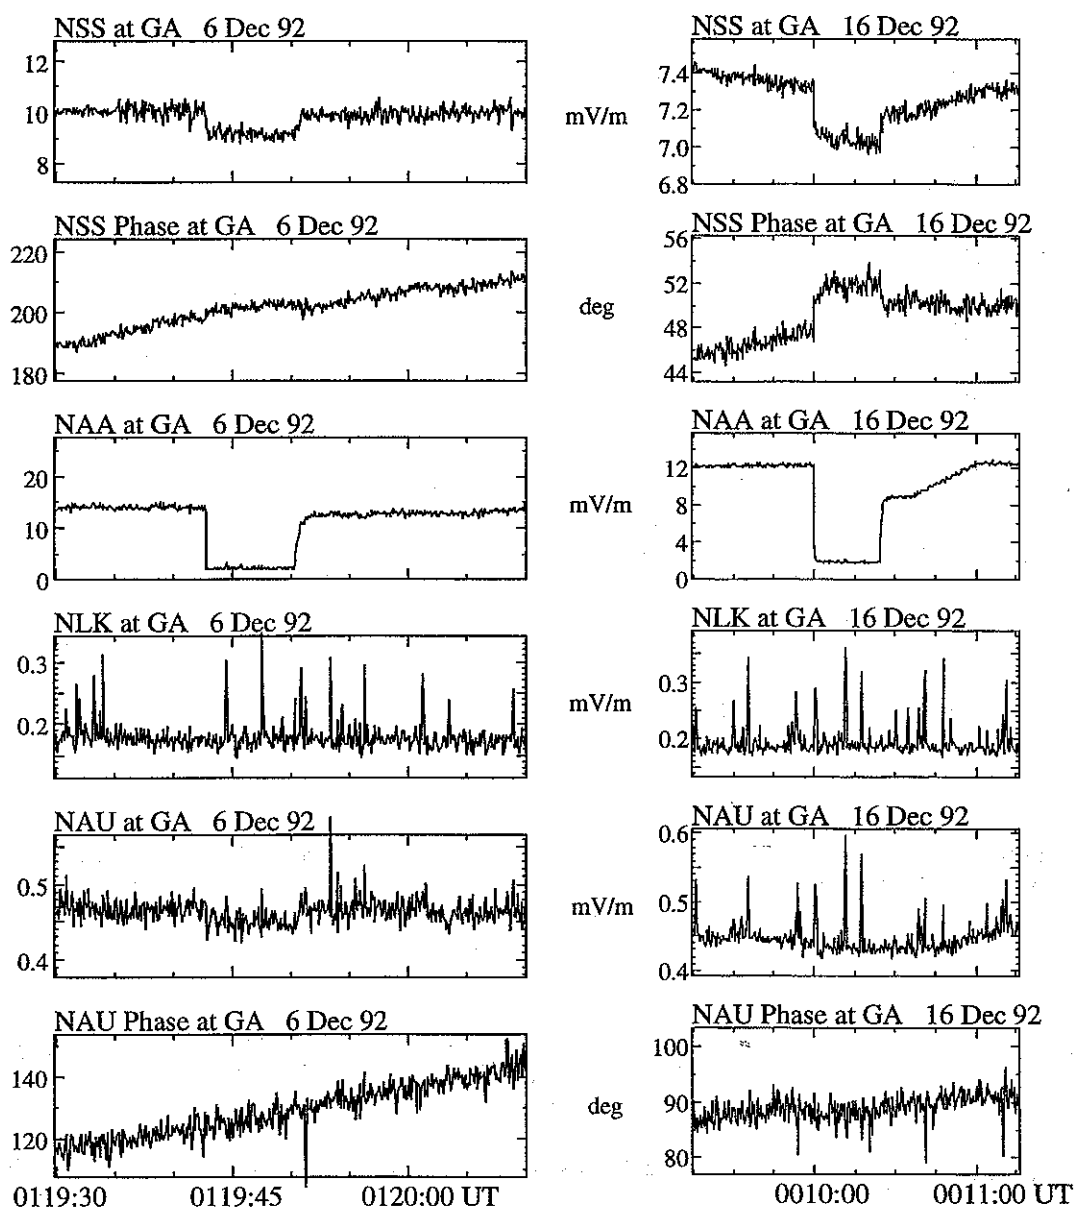 NSS at GA 6 Dec 92
12
10
8
NSS Phase at GA 6 Dec 92
220
200
180
NAA at GA 6 Dec 92
20
10
0
NLK at GA 6 Dec 92
0.3
0.2
NAU at GA 6 Dec 92
0.5
0.4
NAU Phase at GA 6 Dec 92
140
120
0119:30 0119:45 0120:00 UT
mV/m
deg
mV/m
mV/m
mV/m
deg
NSS at GA 16 Dec 92
7.4
7.2
7.0
6.8
NSS Phase at GA 16 Dec 92
56
52
48
44
NAA at GA 16 Dec 92
12
8
4
0
NLK at GA 16 Dec 92
0.3
0.2
NAU at GA 16 Dec 92
0.6
0.5
0.4
NAU Phase at GA 16 Dec 92
100
90
80
0010:00 0011:00 UT